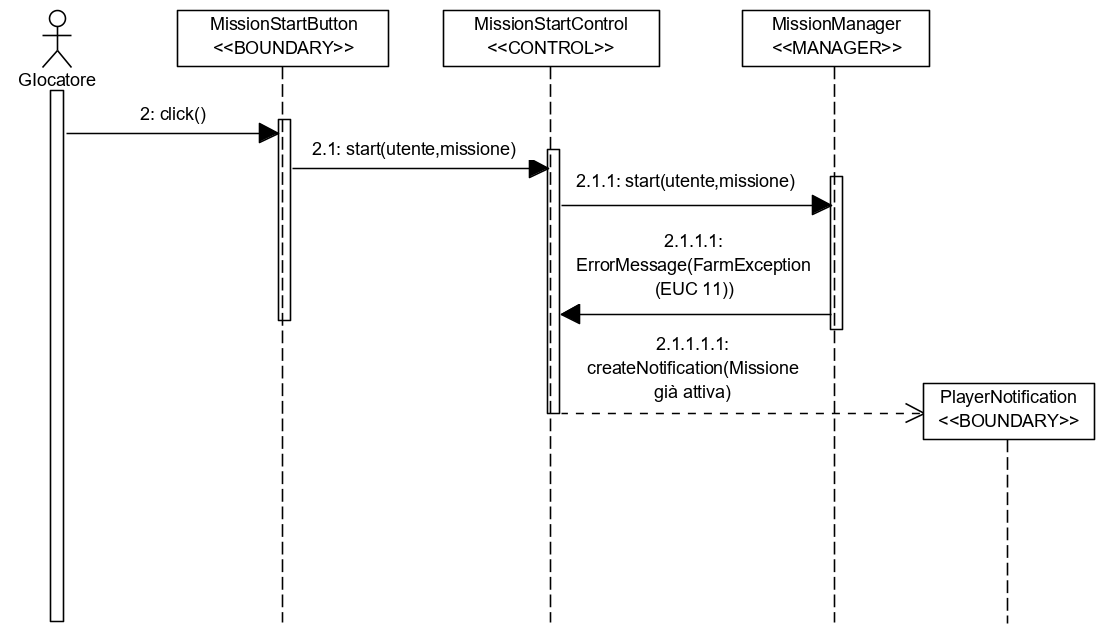 MissionStartButton
<<BOUNDARY>>
MissionStartControl
<<CONTROL>>
MissionManager
<<MANAGER>>
GIocatore
2: click()
2.1: start(utente,missione)
2.1.1: start(utente,missione)
2.1.1.1:
ErrorMessage(FarmException
(EUC 11))
2.1.1.1.1:
createNotification(Missione
già attiva)
PlayerNotification
<<BOUNDARY>>